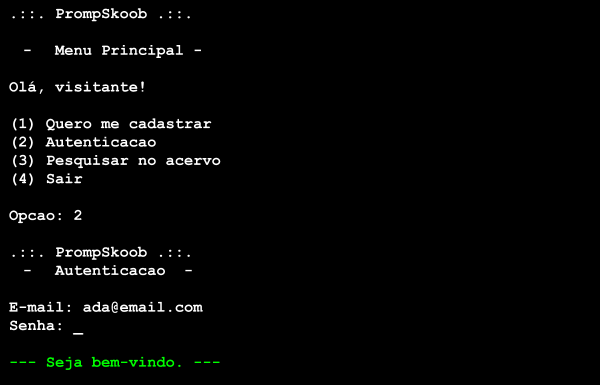 .::. PrompSkoob .::.
- Menu Principal -
Olá, visitante!
(1) Quero me cadastrar
(2) Autenticacao
(3) Pesquisar no acervo
(4) Sair
Opcao: 2
.::. PrompSkoob .::.
- Autenticacao -
E-mail: ada@email.com
Senha: _
--- Seja bem-vindo. ---